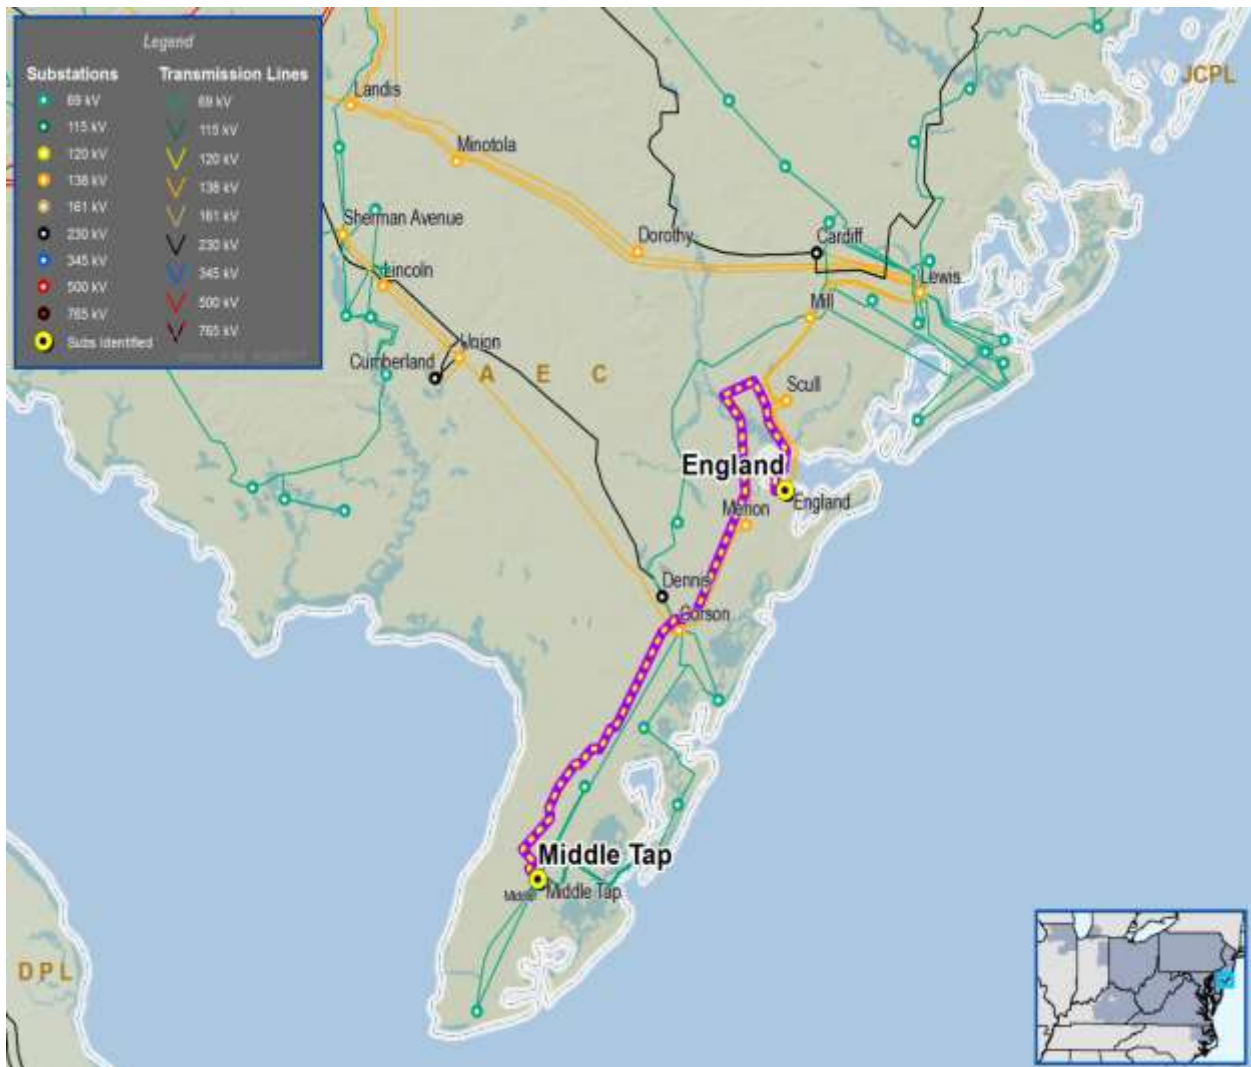 Legend
Substations Transmission Lines
69 kV 69 kV
115 kV 115 kV
120 kV 120 kV
138 kV 138 kV
161 kV 161 kV
230 kV 230 kV
345 kV 345 kV
500 kV 500 kV
765 kV 765 kV
Subs identified
JCPL
Landis
Minotola
Sherman Avenue
Dorothy
Cardiff
Lincoln
Lewis
Mill
Union
Cumberland
A E C
Scull
England
England
Merion
Dennis
Corson
Middle Tap
Middle
Middle Tap
DPL